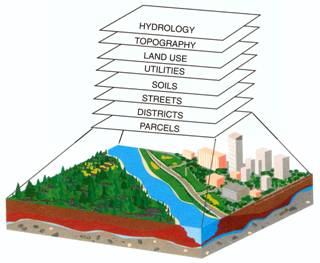 HYDROLOGY
TOPOGRAPHY
LAND USE
UTILITIES
SOILS
STREETS
DISTRICTS
PARCELS